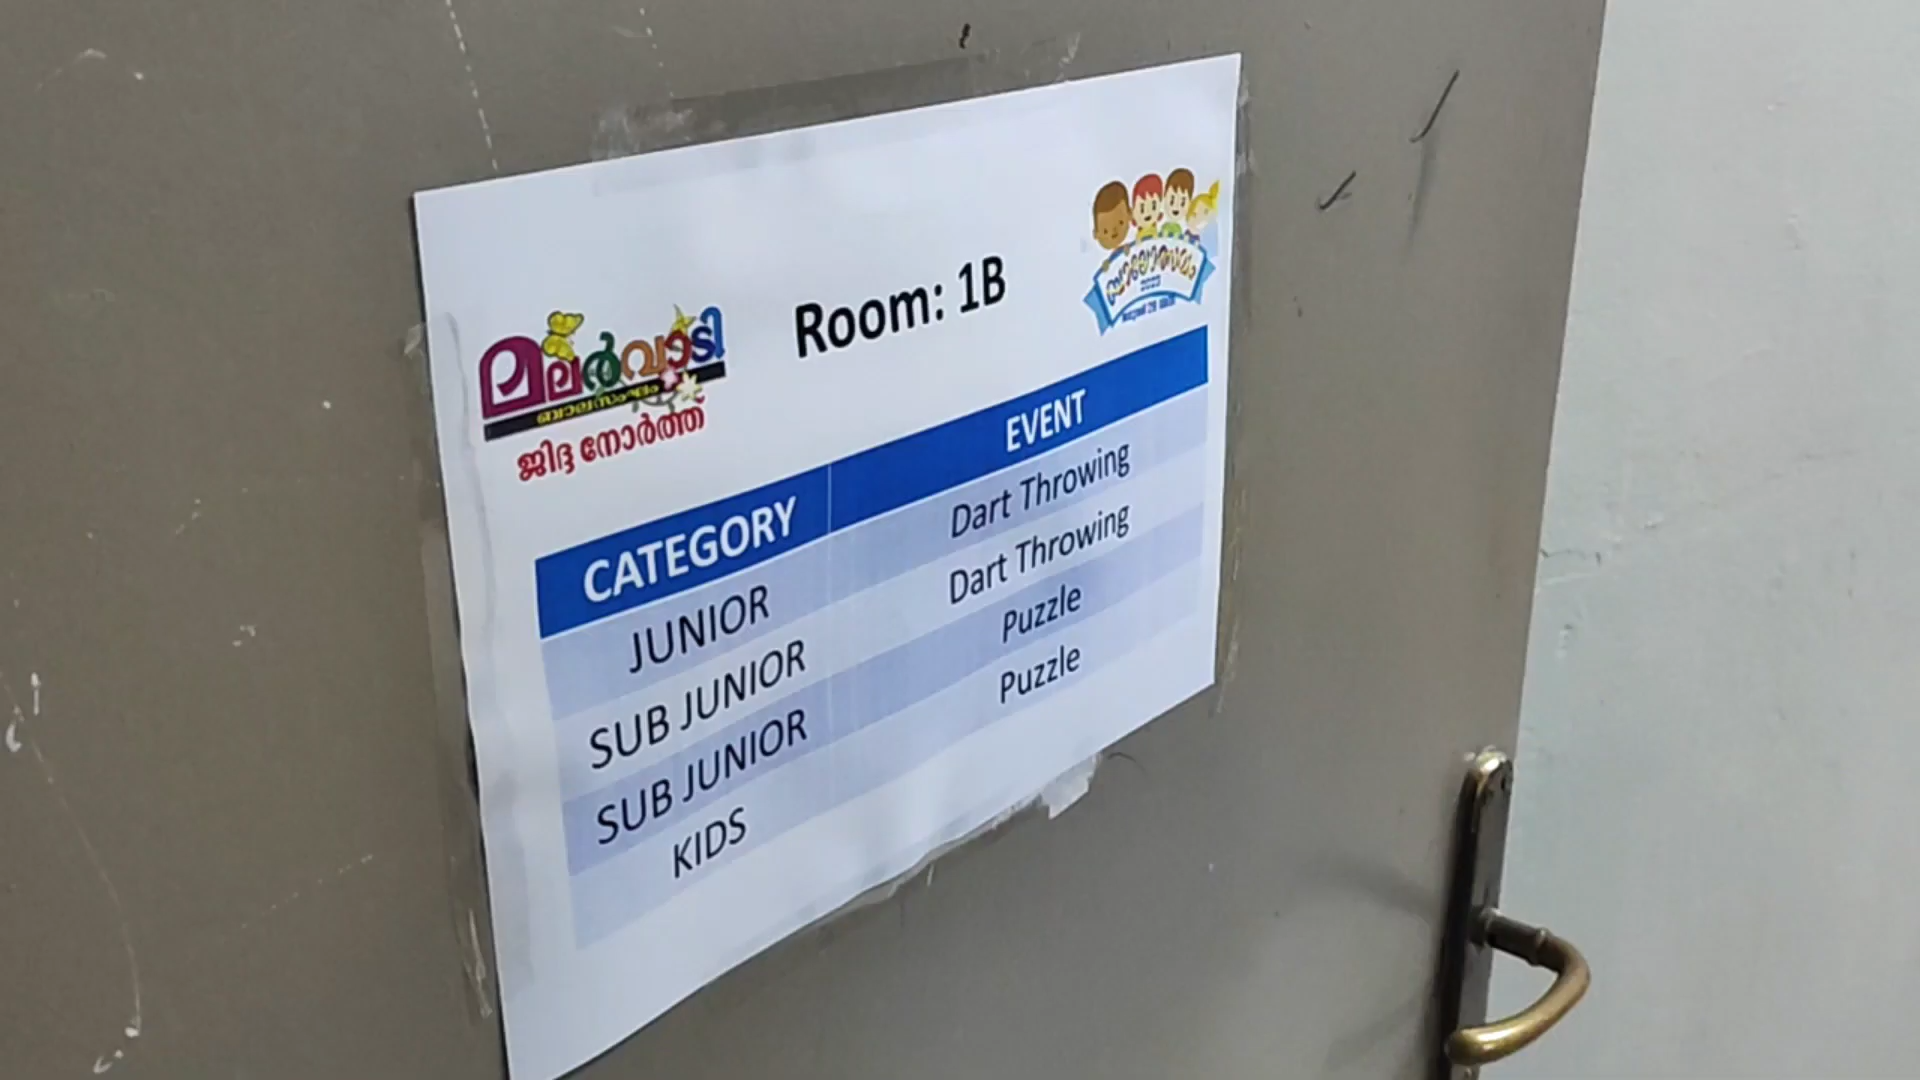 മലർവാടി
ബാലസംഘം
ജിദ്ദ നോർത്ത്
Room: 1B
ബാലോത്സവം
CATEGORY EVENT
JUNIOR Dart Throwing
SUB JUNIOR Dart Throwing
SUB JUNIOR Puzzle
KIDS Puzzle